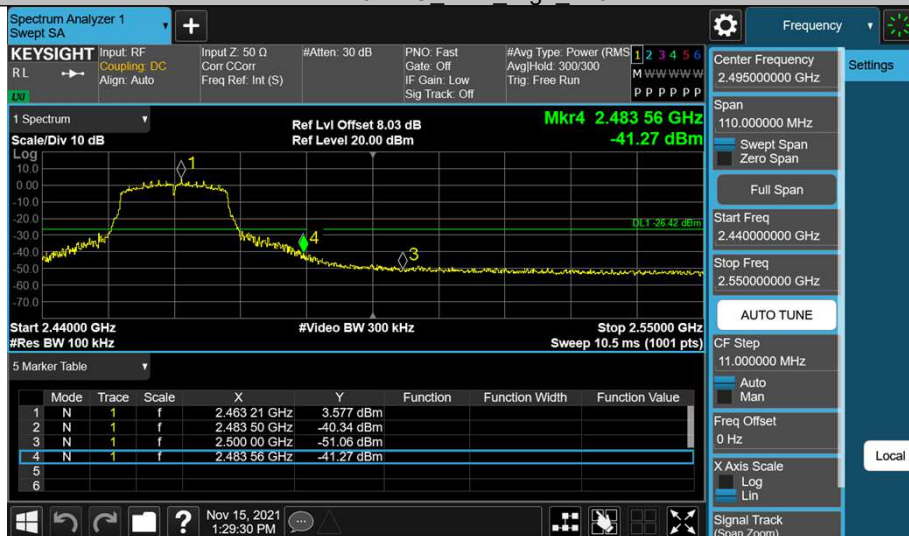 Spectrum Analyzer 1
Swept SA
Frequency
KEYSIGHT
RL
LXI
Input: RF
Coupling: DC
Align: Auto
Input Z: 50 Ω
Corr CCorr
Freq Ref: Int (S)
#Atten: 30 dB
PNO: Fast
Gate: Off
IF Gain: Low
Sig Track: Off
#Avg Type: Power (RMS
Avg|Hold: 300/300
Trig: Free Run
1 2 3 4 5 6
M W W W W W
P P P P P P
1 Spectrum
Scale/Div 10 dB
Ref Lvl Offset 8.03 dB
Ref Level 20.00 dBm
Mkr4 2.483 56 GHz
-41.27 dBm
Log
10.0
0.00
-10.0
-20.0
-30.0
-40.0
-50.0
-60.0
-70.0
1
4
3
DL1 -26.42 dBm
Start 2.44000 GHz
#Res BW 100 kHz
#Video BW 300 kHz
Stop 2.55000 GHz
Sweep 10.5 ms (1001 pts)
5 Marker Table
Mode Trace Scale X Y Function Function Width Function Value
1 N 1 f 2.463 21 GHz 3.577 dBm
2 N 1 f 2.483 50 GHz -40.34 dBm
3 N 1 f 2.500 00 GHz -51.06 dBm
4 N 1 f 2.483 56 GHz -41.27 dBm
5
6
?
Nov 15, 2021
1:29:30 PM
Center Frequency
2.495000000 GHz
Span
110.000000 MHz
Swept Span
Zero Span
Full Span
Start Freq
2.440000000 GHz
Stop Freq
2.550000000 GHz
AUTO TUNE
CF Step
11.000000 MHz
Auto
Man
Freq Offset
0 Hz
X Axis Scale
Log
Lin
Signal Track
(Span Zoom)
Settings
Local